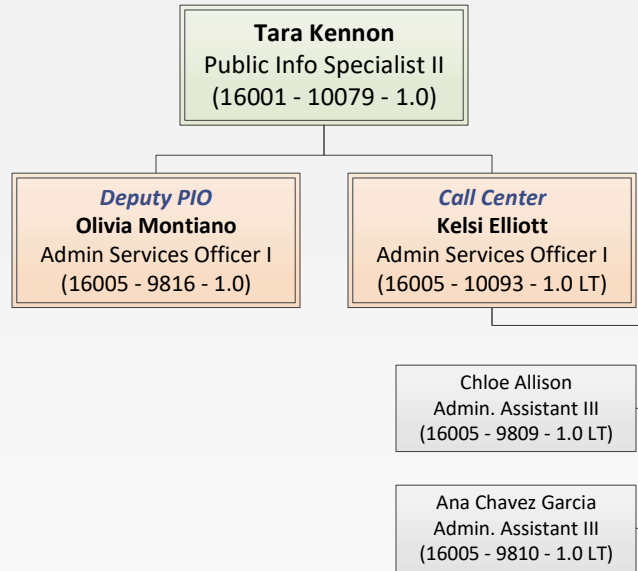 Tara Kennon
Public Info Specialist II
(16001 - 10079 - 1.0)
Deputy PIO
Olivia Montiano
Admin Services Officer I
(16005 - 9816 - 1.0)
Call Center
Kelsi Elliott
Admin Services Officer I
(16005 - 10093 - 1.0 LT)
Chloe Allison
Admin. Assistant III
(16005 - 9809 - 1.0 LT)
Ana Chavez Garcia
Admin. Assistant III
(16005 - 9810 - 1.0 LT)